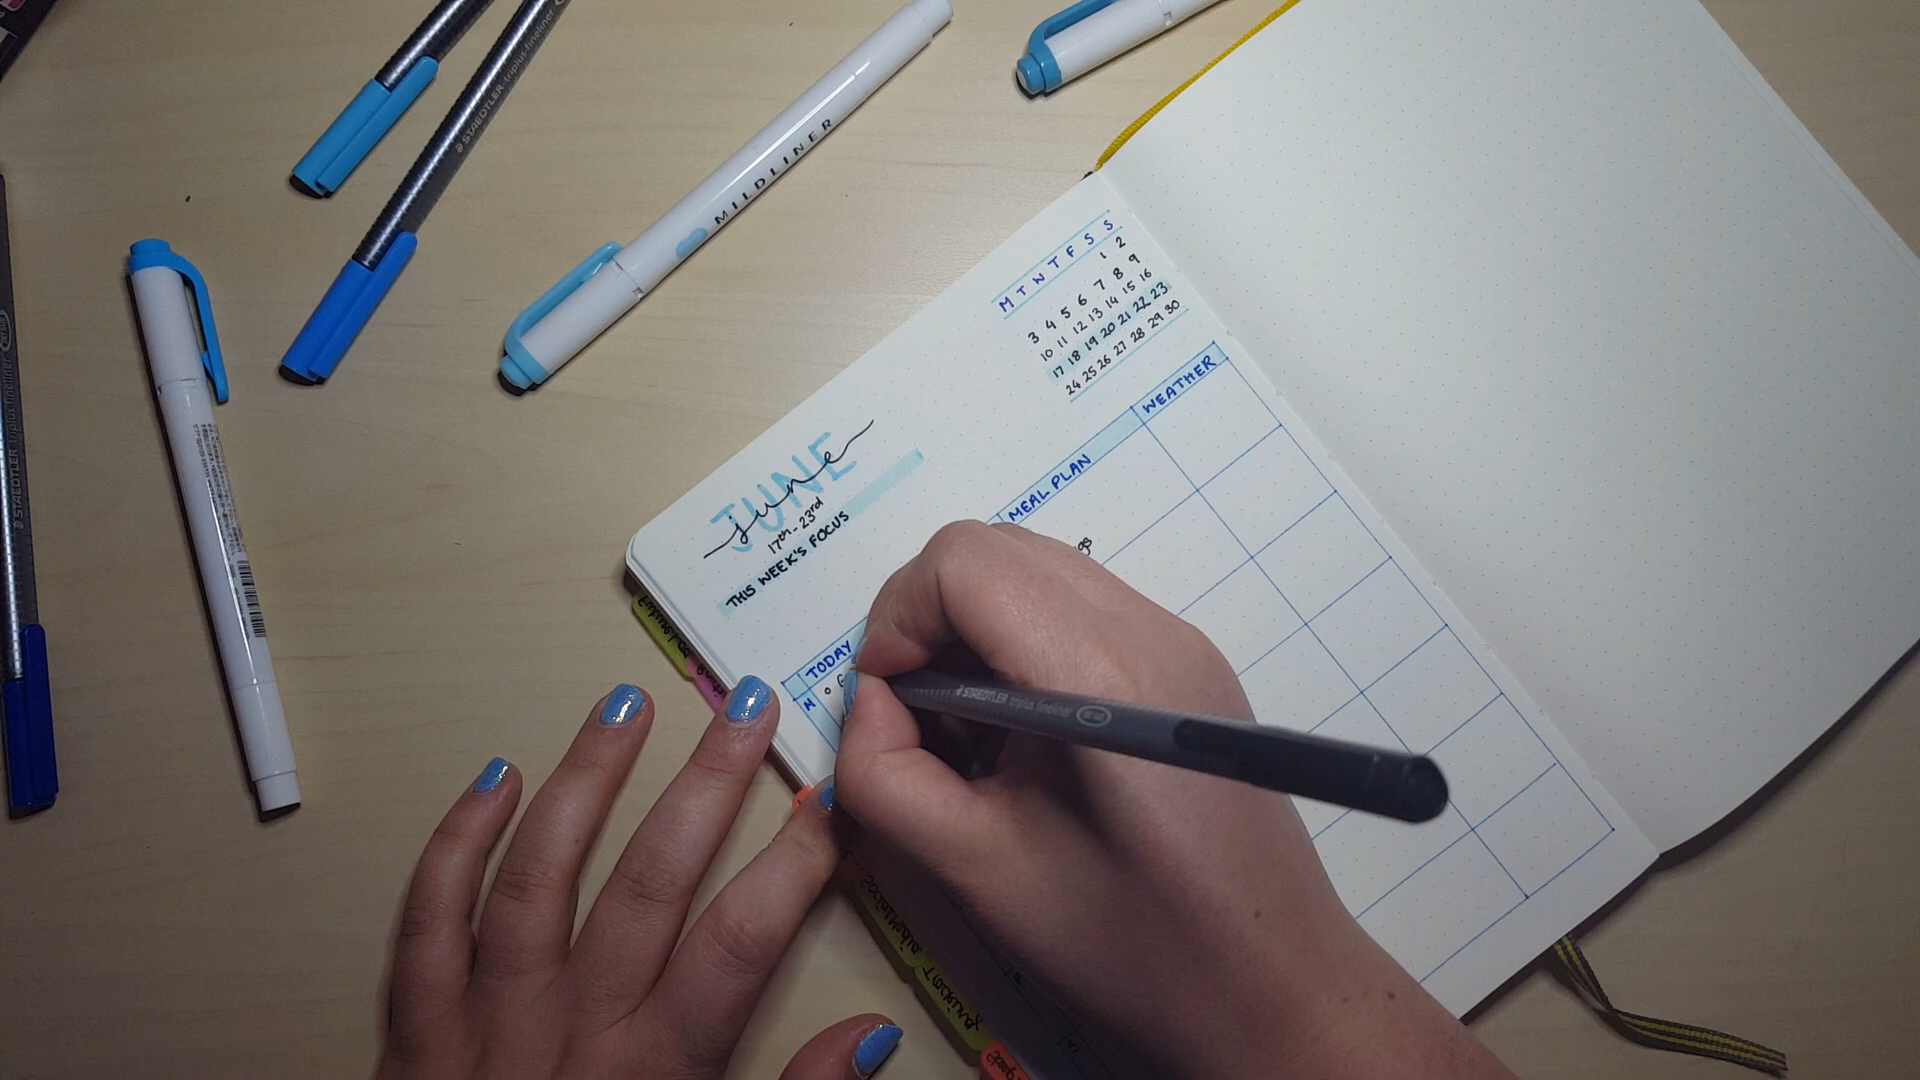 STAEDTLER triplus fineliner
MILDLINER
STAEDTLER triplus fineliner
M T W T F S S
1 2
3 4 5 6 7 8 9
10 11 12 13 14 15 16
17 18 19 20 21 22 23
24 25 26 27 28 29 30
JUNE
june
17th - 23rd
THIS WEEK'S FOCUS
WEATHER
MEAL PLAN
TODAY
M
STAEDTLER triplus fineliner